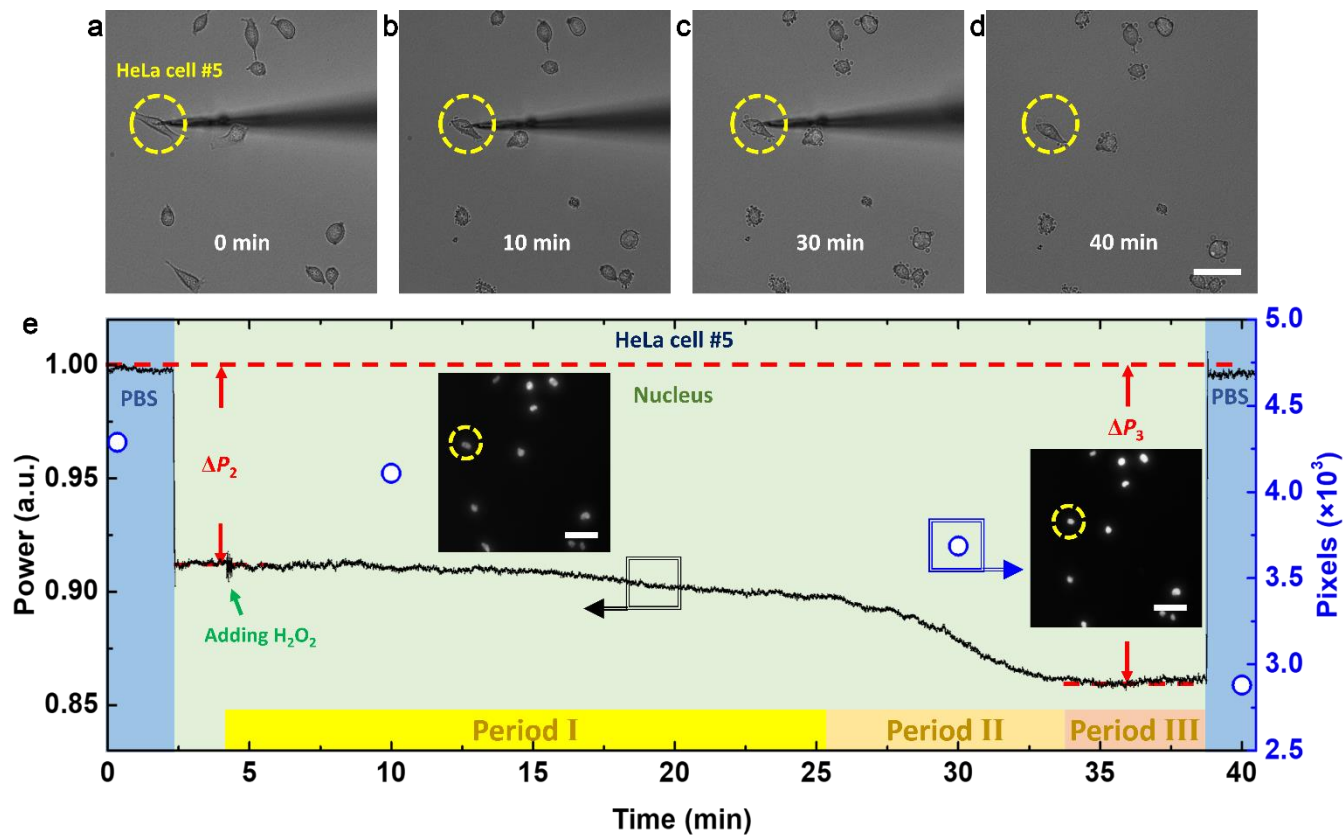 a
b
c
d
HeLa cell #5
0 min
10 min
30 min
40 min
e
HeLa cell #5
5.0
4.5
4.0
3.5
3.0
2.5
Pixels (×10³)
1.00
0.95
0.90
0.85
Power (a.u.)
PBS
Nucleus
PBS
ΔP₂
ΔP₃
Adding H₂O₂
Period I
Period II
Period III
0
5
10
15
20
25
30
35
40
Time (min)